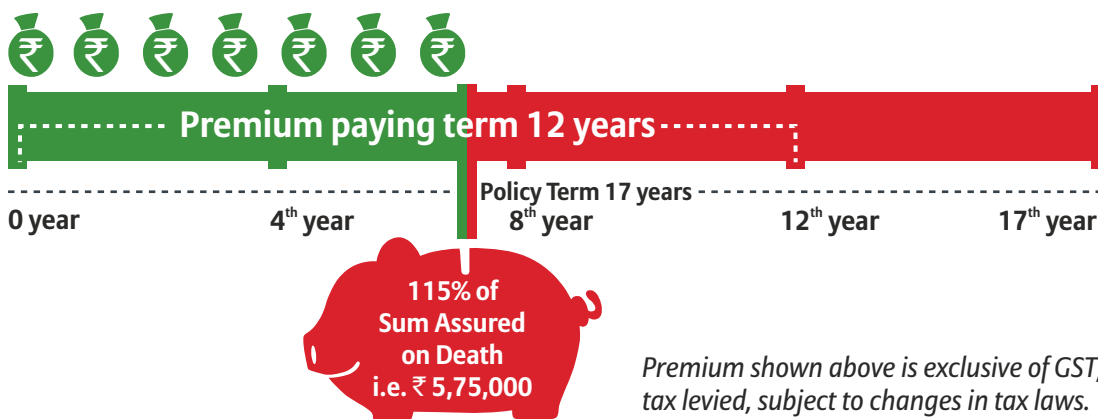 ₹ ₹ ₹ ₹ ₹ ₹ ₹
Premium paying term 12 years
Policy Term 17 years
0 year 4th year 8th year 12th year 17th year
115% of
Sum Assured
on Death
i.e. ₹ 5,75,000
Premium shown above is exclusive of GST,
tax levied, subject to changes in tax laws.